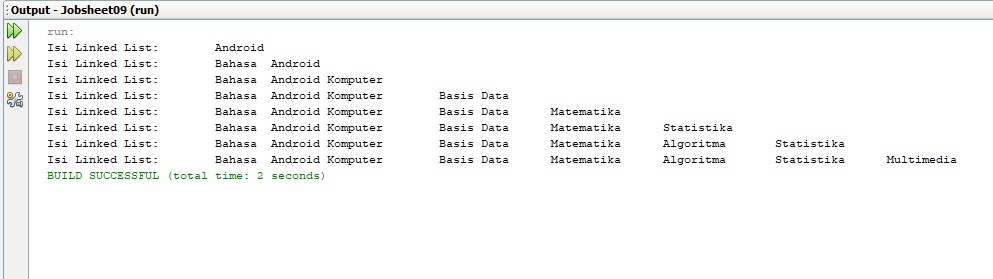 Output - Jobsheet09 (run)
run:
Isi Linked List: Android
Isi Linked List: Bahasa Android
Isi Linked List: Bahasa Android Komputer
Isi Linked List: Bahasa Android Komputer Basis Data
Isi Linked List: Bahasa Android Komputer Basis Data Matematika
Isi Linked List: Bahasa Android Komputer Basis Data Matematika Statistika
Isi Linked List: Bahasa Android Komputer Basis Data Matematika Algoritma Statistika
Isi Linked List: Bahasa Android Komputer Basis Data Matematika Algoritma Statistika Multimedia
BUILD SUCCESSFUL (total time: 2 seconds)